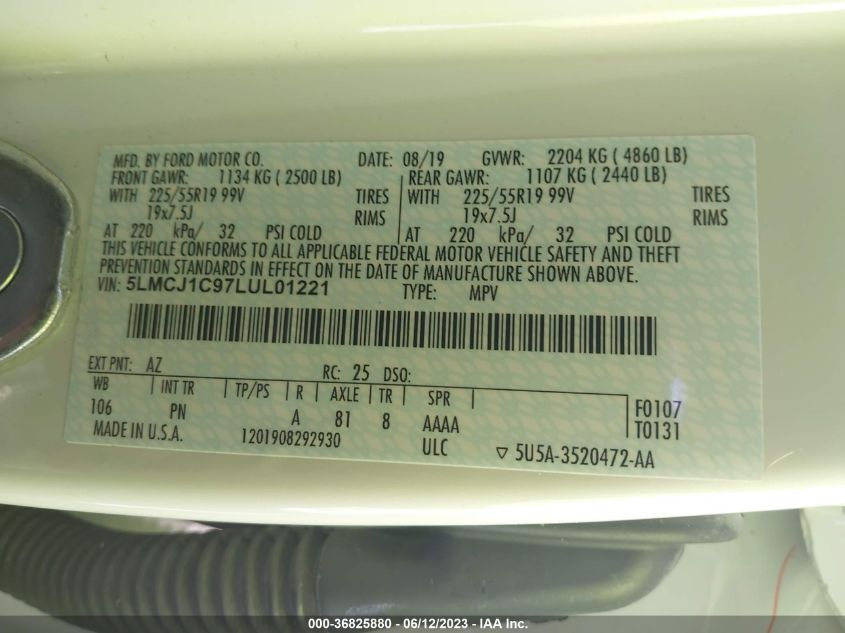 MFD. BY FORD MOTOR CO. DATE: 08/19 GVWR: 2204 KG ( 4860 LB)
FRONT GAWR: 1134 KG ( 2500 LB) REAR GAWR: 1107 KG ( 2440 LB)
WITH 225/55R19 99V TIRES WITH 225/55R19 99V TIRES
19x7.5J RIMS 19x7.5J RIMS
AT 220 kPa/ 32 PSI COLD AT 220 kPa/ 32 PSI COLD
THIS VEHICLE CONFORMS TO ALL APPLICABLE FEDERAL MOTOR VEHICLE SAFETY AND THEFT
PREVENTION STANDARDS IN EFFECT ON THE DATE OF MANUFACTURE SHOWN ABOVE.
VIN: 5LMCJ1C97LUL01221 TYPE: MPV
EXT PNT: AZ RC: 25 DSO:
WB INT TR TP/PS R AXLE TR SPR F0107
106 PN A 81 8 AAAA T0131
MADE IN U.S.A. 1201908292930 ULC ▽ 5U5A-3520472-AA
000-36825880 - 06/12/2023 - IAA Inc.